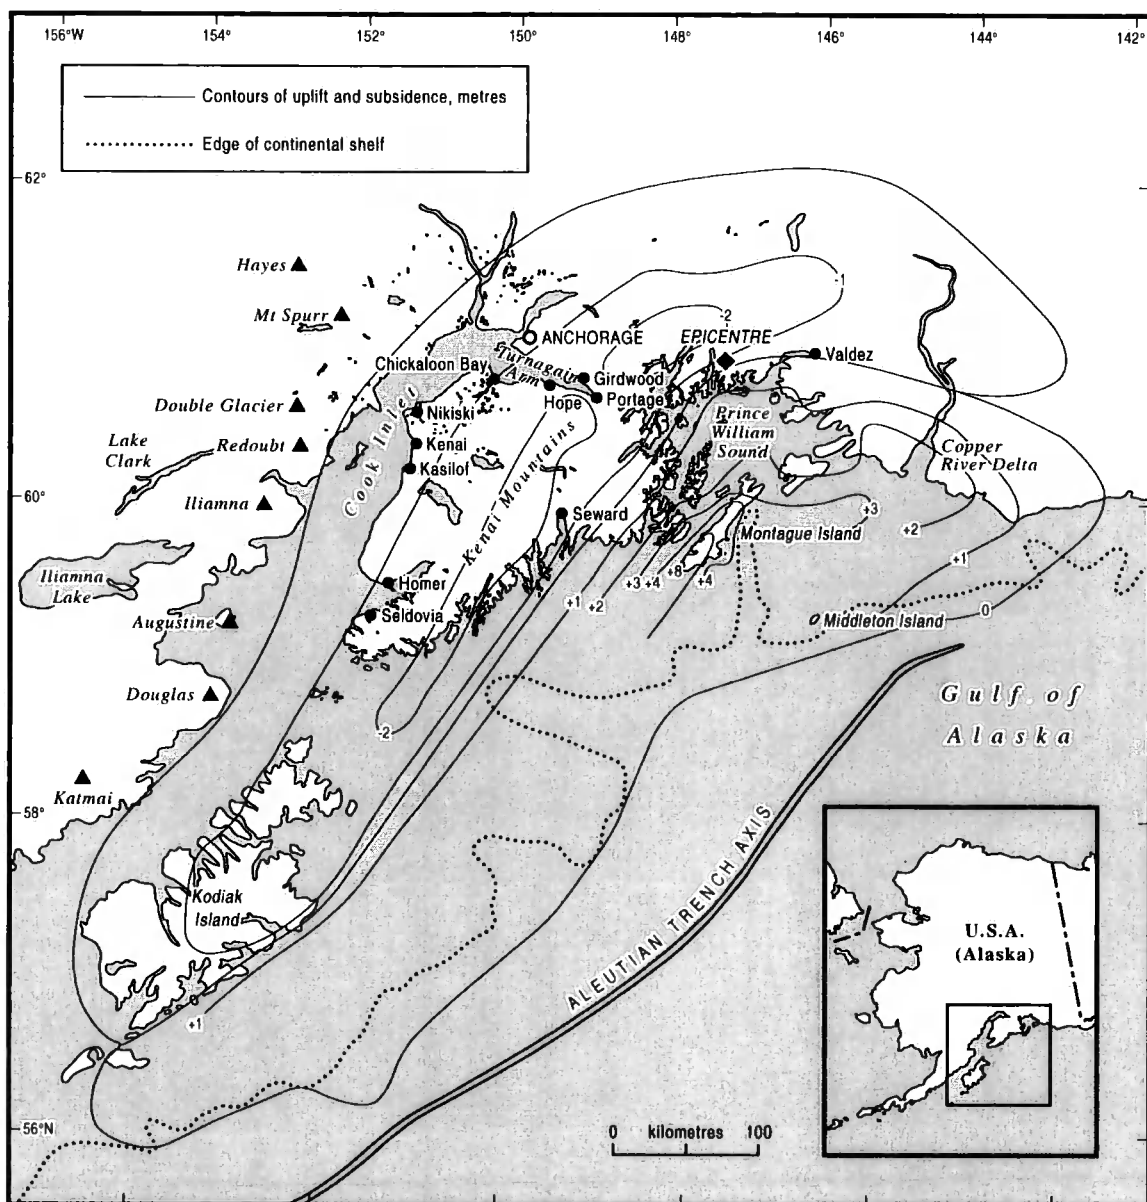 156°W
154°
152°
150°
148°
146°
144°
142°
Contours of uplift and subsidence, metres
Edge of continental shelf
62°
Hayes
Mt Spurr
Double Glacier
Redoubt
Lake
Clark
60°
Iliamna
Iliamna
Lake
Augustine
Douglas
Katmai
58°
56°N
Cook Inlet
Chickaloon Bay
ANCHORAGE
Turnagain
Arm
Girdwood
Portage
Hope
Nikiski
Kenai
Kasilof
Kenai Mountains
Seward
Homer
Seldovia
Kodiak
Island
EPICENTRE
Valdez
Prince
William
Sound
Copper
River Delta
Montague Island
Middleton Island
-1
-2
+3
+2
+1
0
+1
+2
+3
+4
+8
+4
-2
+1
Gulf of
Alaska
ALEUTIAN TRENCH AXIS
0 kilometres 100
U.S.A.
(Alaska)